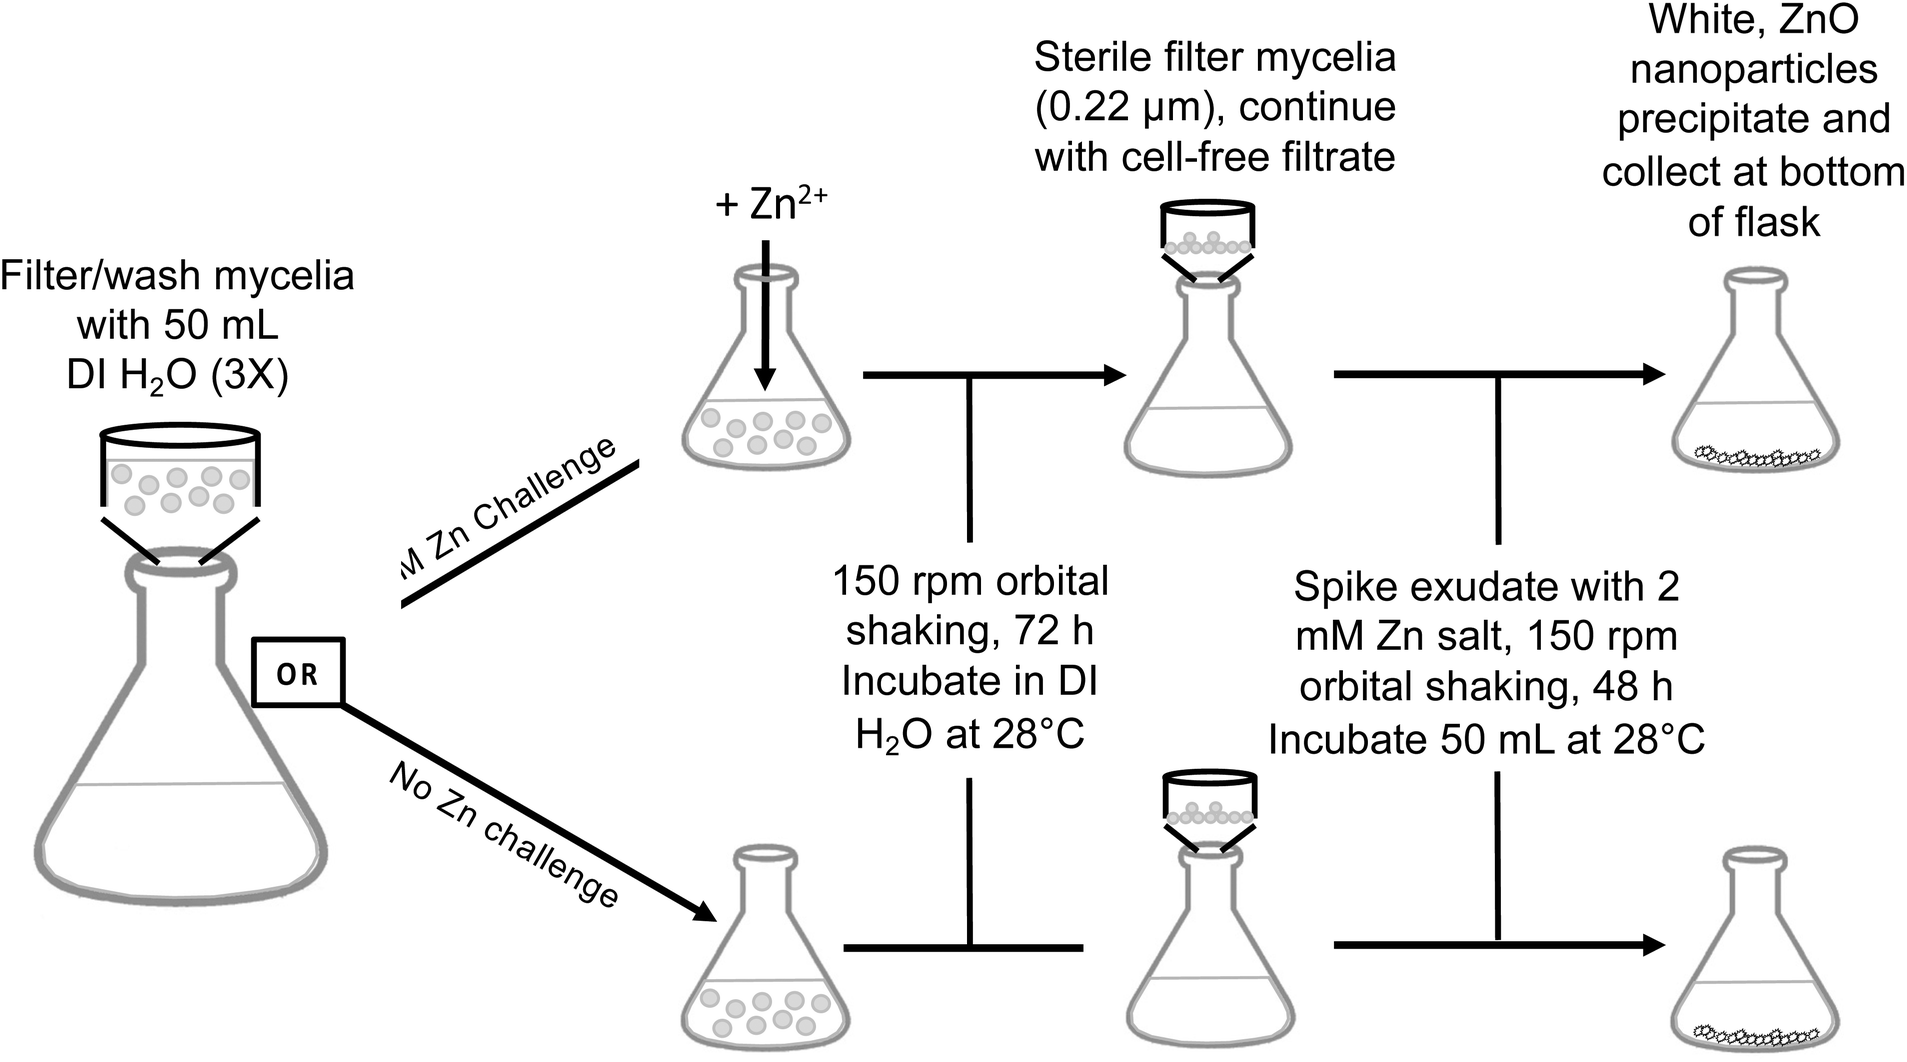 Filter/wash mycelia
with 50 mL
DI H₂O (3X)
OR
M Zn Challenge
No Zn challenge
+ Zn²⁺
150 rpm orbital
shaking, 72 h
Incubate in DI
H₂O at 28°C
Sterile filter mycelia
(0.22 µm), continue
with cell-free filtrate
Spike exudate with 2
mM Zn salt, 150 rpm
orbital shaking, 48 h
Incubate 50 mL at 28°C
White, ZnO
nanoparticles
precipitate and
collect at bottom
of flask